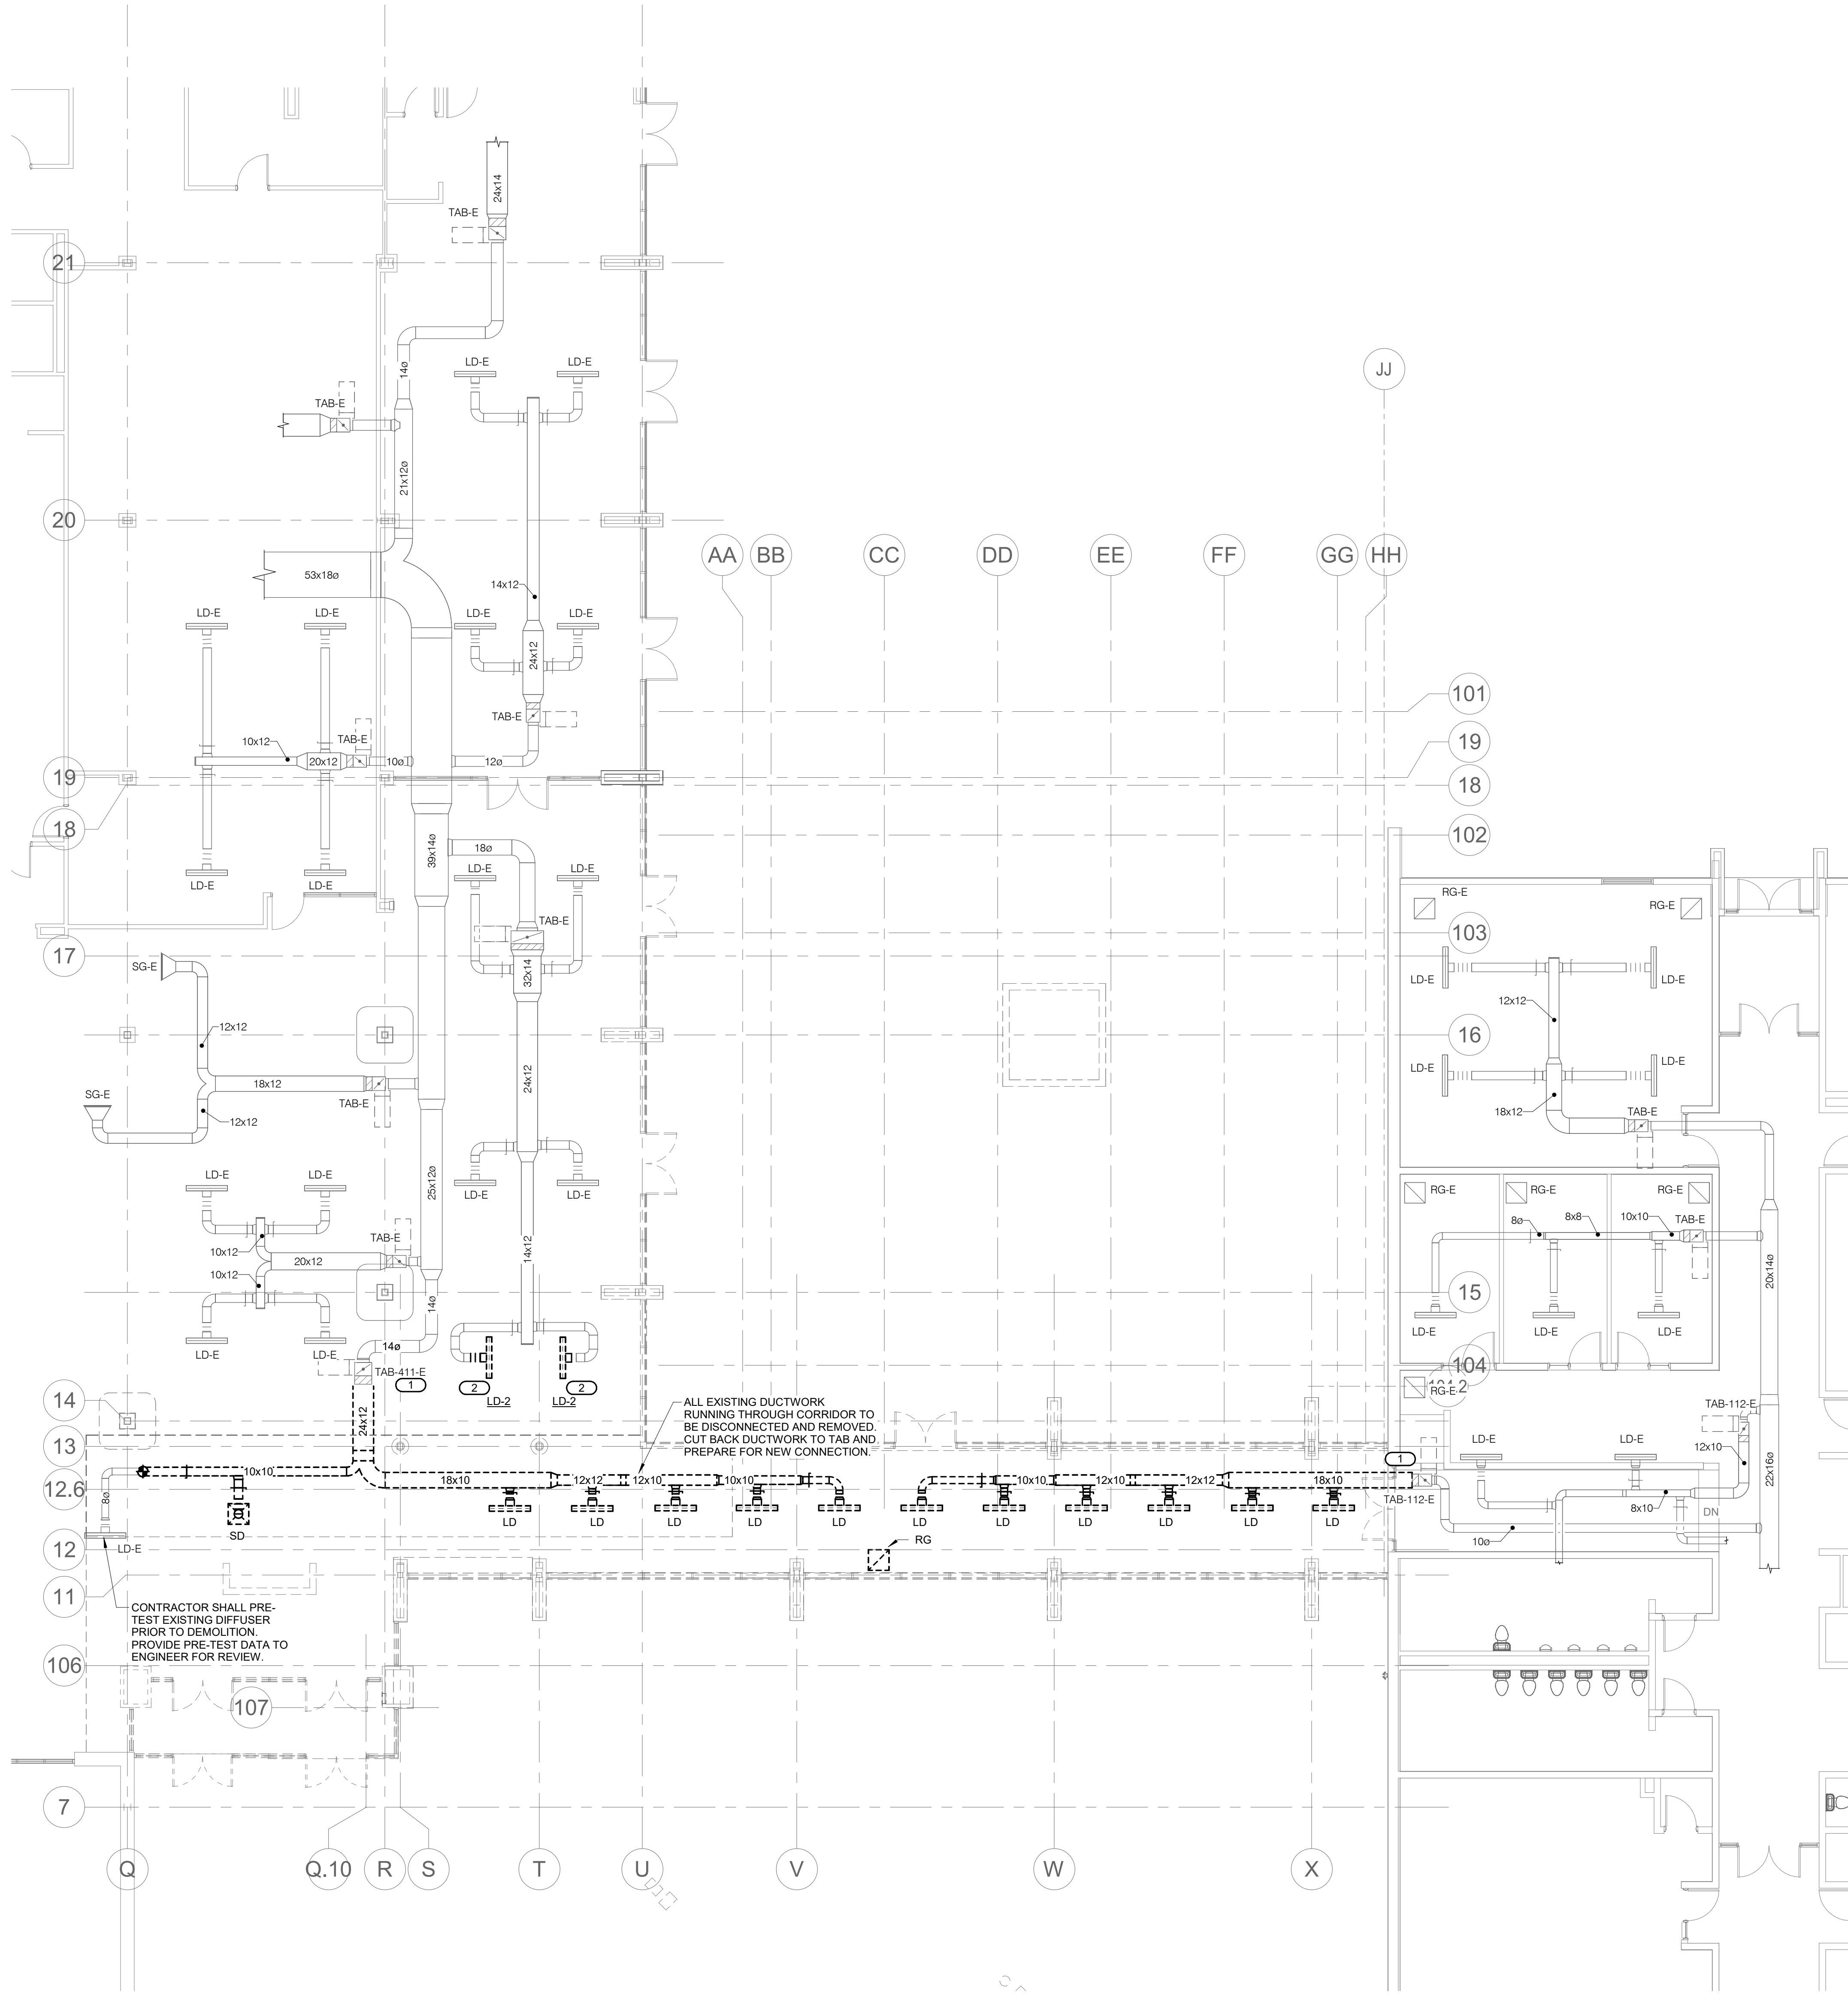 24x14
TAB-E
21
JJ
14ø
LD-E
LD-E
TAB-E
21x12ø
20
AA
BB
CC
DD
EE
FF
GG
HH
53x18ø
14x12
LD-E
LD-E
LD-E
LD-E
24x12
TAB-E
101
19
18
102
10x12
TAB-E
20x12
10ø
12ø
19
18
39x14ø
18ø
LD-E
LD-E
LD-E
LD-E
TAB-E
RG-E
RG-E
103
17
SG-E
32x14
LD-E
LD-E
12x12
12x12
16
LD-E
LD-E
18x12
TAB-E
24x12
SG-E
12x12
18x12
TAB-E
LD-E
LD-E
25x12ø
LD-E
LD-E
RG-E
RG-E
RG-E
8ø
8x8
10x10
TAB-E
10x12
TAB-E
20x12
14x12
10x12
20x14ø
15
14ø
LD-E
LD-E
LD-E
LD-E
LD-E
14ø
TAB-411-E
1
2
2
LD-2
LD-2
104
104.2
RG-E
14
24x12
ALL EXISTING DUCTWORK
RUNNING THROUGH CORRIDOR TO
BE DISCONNECTED AND REMOVED.
CUT BACK DUCTWORK TO TAB AND
PREPARE FOR NEW CONNECTION.
TAB-112-E
LD-E
LD-E
12x10
13
1
10x10
18x10
12x12
12x10
10x10
10x10
12x10
12x12
18x10
22x16ø
12.6
8ø
TAB-112-E
8x10
DN
SD
LD
LD
LD
LD
LD
LD
LD
LD
LD
LD
LD
12
LD-E
RG
10ø
11
CONTRACTOR SHALL PRE-
TEST EXISTING DIFFUSER
PRIOR TO DEMOLITION.
PROVIDE PRE-TEST DATA TO
ENGINEER FOR REVIEW.
106
107
7
Q
Q.10
R
S
T
U
V
W
X